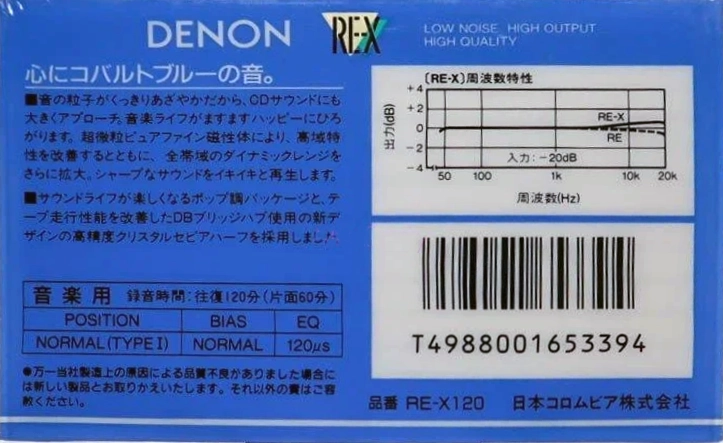 DENON RE-X LOW NOISE HIGH OUTPUT
HIGH QUALITY
心にコバルトブルーの音。
■音の粒子がくっきりあざやかだから、CDサウンドにも
大きくアプローチ。音楽ライフがますますハッピーにひろ
がります。超微粒ピュアファイン磁性体により、高域特
性を改善するとともに、全帯域のダイナミックレンジを
さらに拡大。シャープなサウンドをイキイキと再生します。
■サウンドライフが楽しくなるポップ調パッケージと、テ
ープ走行性能を改善したDBブリッジハブ使用の新デ
ザインの高精度クリスタルセピアハーフを採用しました。
音楽用 録音時間:往復120分(片面60分)
POSITION BIAS EQ
NORMAL(TYPE I) NORMAL 120μs
●万一当社製造上の原因による品質不良がありました場合に
は新しい製品とお取りかえいたします。それ以外の責はご容
赦ください。
〔RE-X〕周波数特性
出力(dB)
+4
+2
0
-2
-4
RE-X
RE
入力:-20dB
50 100 1k 10k 20k
周波数(Hz)
T4988001653394
品番 RE-X120 日本コロムビア株式会社